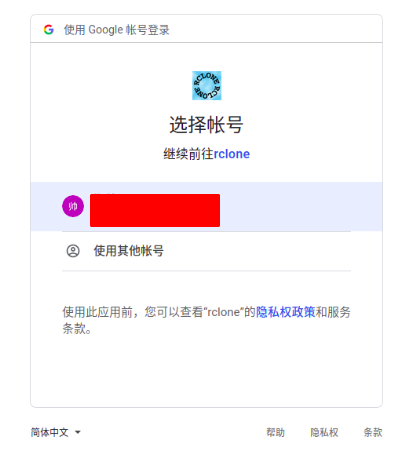 使用 Google 帐号登录
RCLONE RCLONE
选择帐号
继续前往rclone
帅
使用其他帐号
使用此应用前，您可以查看“rclone”的隐私权政策和服务
条款。
简体中文 帮助 隐私权 条款